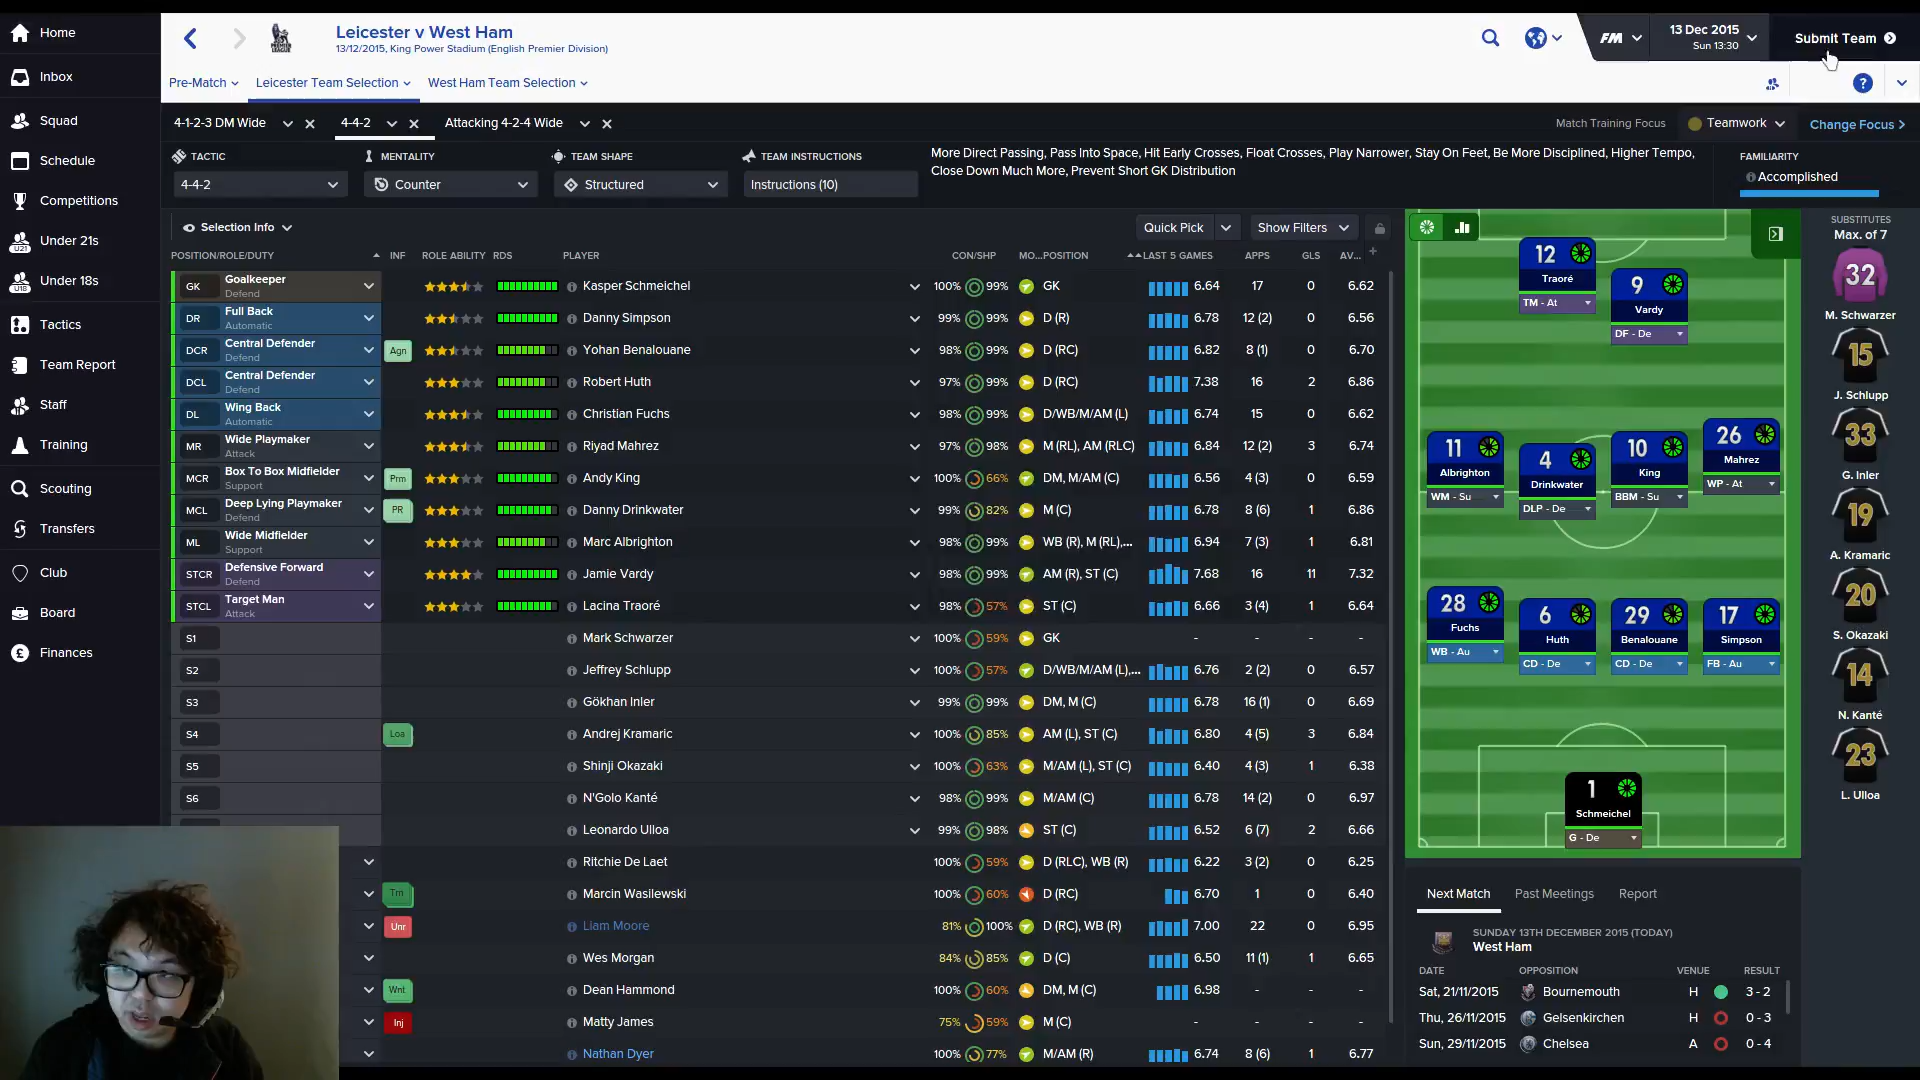 Home
Inbox
Squad
Schedule
Competitions
Under 21s
Under 18s
Tactics
Team Report
Staff
Training
Scouting
Transfers
Club
Board
Finances
Leicester v West Ham
13/12/2015, King Power Stadium (English Premier Division)
FM
13 Dec 2015
Sun 13:30
Submit Team
Pre-Match
Leicester Team Selection
West Ham Team Selection
4-1-2-3 DM Wide
4-4-2
Attacking 4-2-4 Wide
Match Training Focus
Teamwork
Change Focus >
TACTIC
4-4-2
MENTALITY
Counter
TEAM SHAPE
Structured
TEAM INSTRUCTIONS
Instructions (10)
More Direct Passing, Pass Into Space, Hit Early Crosses, Float Crosses, Play Narrower, Stay On Feet, Be More Disciplined, Higher Tempo,
Close Down Much More, Prevent Short GK Distribution
FAMILIARITY
Accomplished
Selection Info
Quick Pick
Show Filters
POSITION/ROLE/DUTY INF ROLE ABILITY RDS PLAYER CON/SHP MO... POSITION LAST 5 GAMES APPS GLS AV...
GK Goalkeeper Defend Kasper Schmeichel 100% 99% GK 6.64 17 0 6.62
DR Full Back Automatic Danny Simpson 99% 99% D (R) 6.78 12 (2) 0 6.56
DCR Central Defender Defend Agn Yohan Benalouane 98% 99% D (RC) 6.82 8 (1) 0 6.70
DCL Central Defender Defend Robert Huth 97% 99% D (RC) 7.38 16 2 6.86
DL Wing Back Automatic Christian Fuchs 98% 99% D/WB/M/AM (L) 6.74 15 0 6.62
MR Wide Playmaker Attack Riyad Mahrez 97% 98% M (RL), AM (RLC) 6.84 12 (2) 3 6.74
MCR Box To Box Midfielder Support Prm Andy King 100% 66% DM, M/AM (C) 6.56 4 (3) 0 6.59
MCL Deep Lying Playmaker Defend PR Danny Drinkwater 99% 82% M (C) 6.78 8 (6) 1 6.86
ML Wide Midfielder Support Marc Albrighton 98% 99% WB (R), M (RL),... 6.94 7 (3) 1 6.81
STCR Defensive Forward Defend Jamie Vardy 98% 99% AM (R), ST (C) 7.68 16 11 7.32
STCL Target Man Attack Lacina Traoré 98% 57% ST (C) 6.66 3 (4) 1 6.64
S1 Mark Schwarzer 100% 59% GK - - - -
S2 Jeffrey Schlupp 100% 57% D/WB/M/AM (L),... 6.76 2 (2) 0 6.57
S3 Gökhan Inler 99% 99% DM, M (C) 6.78 16 (1) 0 6.69
S4 Loa Andrej Kramaric 100% 85% AM (L), ST (C) 6.80 4 (5) 3 6.84
S5 Shinji Okazaki 100% 63% M/AM (L), ST (C) 6.40 4 (3) 1 6.38
S6 N'Golo Kanté 98% 99% M/AM (C) 6.78 14 (2) 0 6.97
Leonardo Ulloa 99% 98% ST (C) 6.52 6 (7) 2 6.66
Ritchie De Laet 100% 59% D (RLC), WB (R) 6.22 3 (2) 0 6.25
Trn Marcin Wasilewski 100% 60% D (RC) 6.70 1 0 6.40
Unr Liam Moore 81% 100% D (RC), WB (R) 7.00 22 0 6.95
Wes Morgan 84% 85% D (C) 6.50 11 (1) 1 6.65
Wnt Dean Hammond 100% 60% DM, M (C) 6.98 - - -
Inj Matty James 75% 59% M (C) - - - -
Nathan Dyer 100% 77% M/AM (R) 6.74 8 (6) 1 6.77
12 Traoré TM - At
9 Vardy DF - De
11 Albrighton WM - Su
4 Drinkwater DLP - De
10 King BBM - Su
26 Mahrez WP - At
28 Fuchs WB - Au
6 Huth CD - De
29 Benalouane CD - De
17 Simpson FB - Au
1 Schmeichel G - De
SUBSTITUTES
Max. of 7
32
M. Schwarzer
15
J. Schlupp
33
G. Inler
19
A. Kramaric
20
S. Okazaki
14
N. Kanté
23
L. Ulloa
Next Match
Past Meetings
Report
SUNDAY 13TH DECEMBER 2015 (TODAY)
West Ham
DATE OPPOSITION VENUE RESULT
Sat, 21/11/2015 Bournemouth H 3 - 2
Thu, 26/11/2015 Gelsenkirchen H 0 - 3
Sun, 29/11/2015 Chelsea A 0 - 4